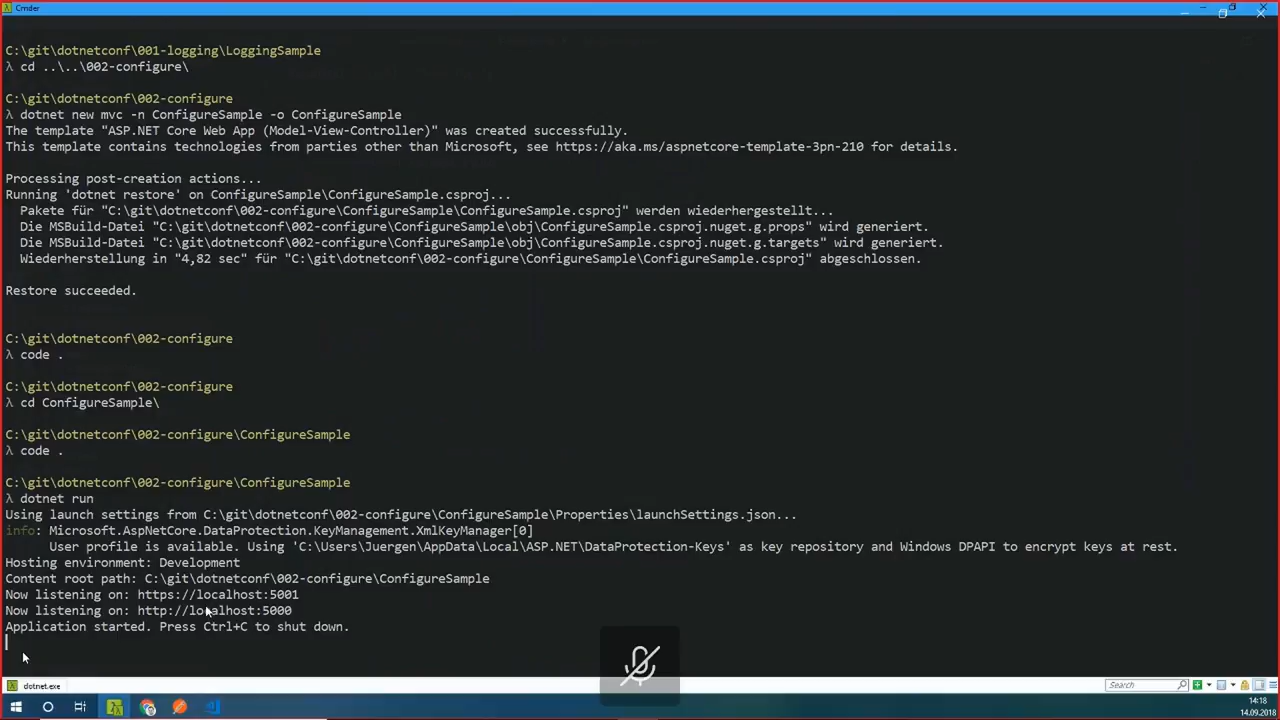 Cmder
C:\git\dotnetconf\001-logging\LoggingSample
λ cd ..\..\002-configure\
C:\git\dotnetconf\002-configure
λ dotnet new mvc -n ConfigureSample -o ConfigureSample
The template "ASP.NET Core Web App (Model-View-Controller)" was created successfully.
This template contains technologies from parties other than Microsoft, see https://aka.ms/aspnetcore-template-3pn-210 for details.
Processing post-creation actions...
Running 'dotnet restore' on ConfigureSample\ConfigureSample.csproj...
Pakete für "C:\git\dotnetconf\002-configure\ConfigureSample\ConfigureSample.csproj" werden wiederhergestellt...
Die MSBuild-Datei "C:\git\dotnetconf\002-configure\ConfigureSample\obj\ConfigureSample.csproj.nuget.g.props" wird generiert.
Die MSBuild-Datei "C:\git\dotnetconf\002-configure\ConfigureSample\obj\ConfigureSample.csproj.nuget.g.targets" wird generiert.
Wiederherstellung in "4,82 sec" für "C:\git\dotnetconf\002-configure\ConfigureSample\ConfigureSample.csproj" abgeschlossen.
Restore succeeded.
C:\git\dotnetconf\002-configure
λ code .
C:\git\dotnetconf\002-configure
λ cd ConfigureSample\
C:\git\dotnetconf\002-configure\ConfigureSample
λ code .
C:\git\dotnetconf\002-configure\ConfigureSample
λ dotnet run
Using launch settings from C:\git\dotnetconf\002-configure\ConfigureSample\Properties\launchSettings.json...
info: Microsoft.AspNetCore.DataProtection.KeyManagement.XmlKeyManager[0]
User profile is available. Using 'C:\Users\Juergen\AppData\Local\ASP.NET\DataProtection-Keys' as key repository and Windows DPAPI to encrypt keys at rest.
Hosting environment: Development
Content root path: C:\git\dotnetconf\002-configure\ConfigureSample
Now listening on: https://localhost:5001
Now listening on: http://localhost:5000
Application started. Press Ctrl+C to shut down.
dotnet.exe
Search
14:18
14.09.2018